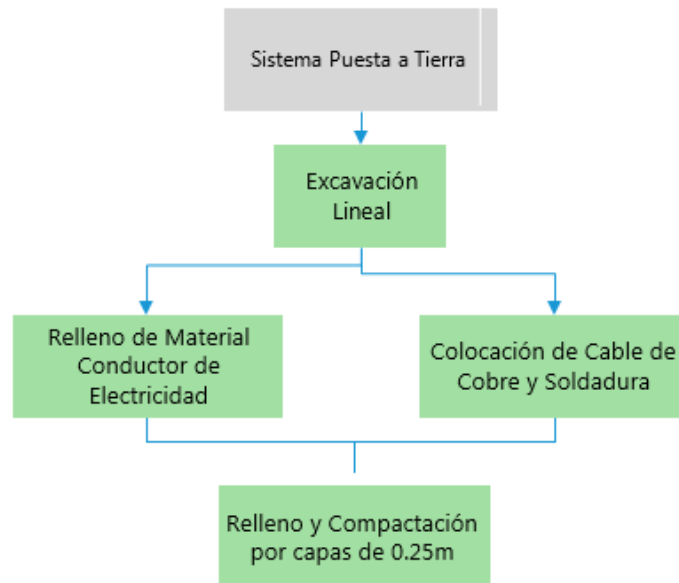 Sistema Puesta a Tierra
Excavación
Lineal
Relleno de Material
Conductor de
Electricidad
Colocación de Cable de
Cobre y Soldadura
Relleno y Compactación
por capas de 0.25m